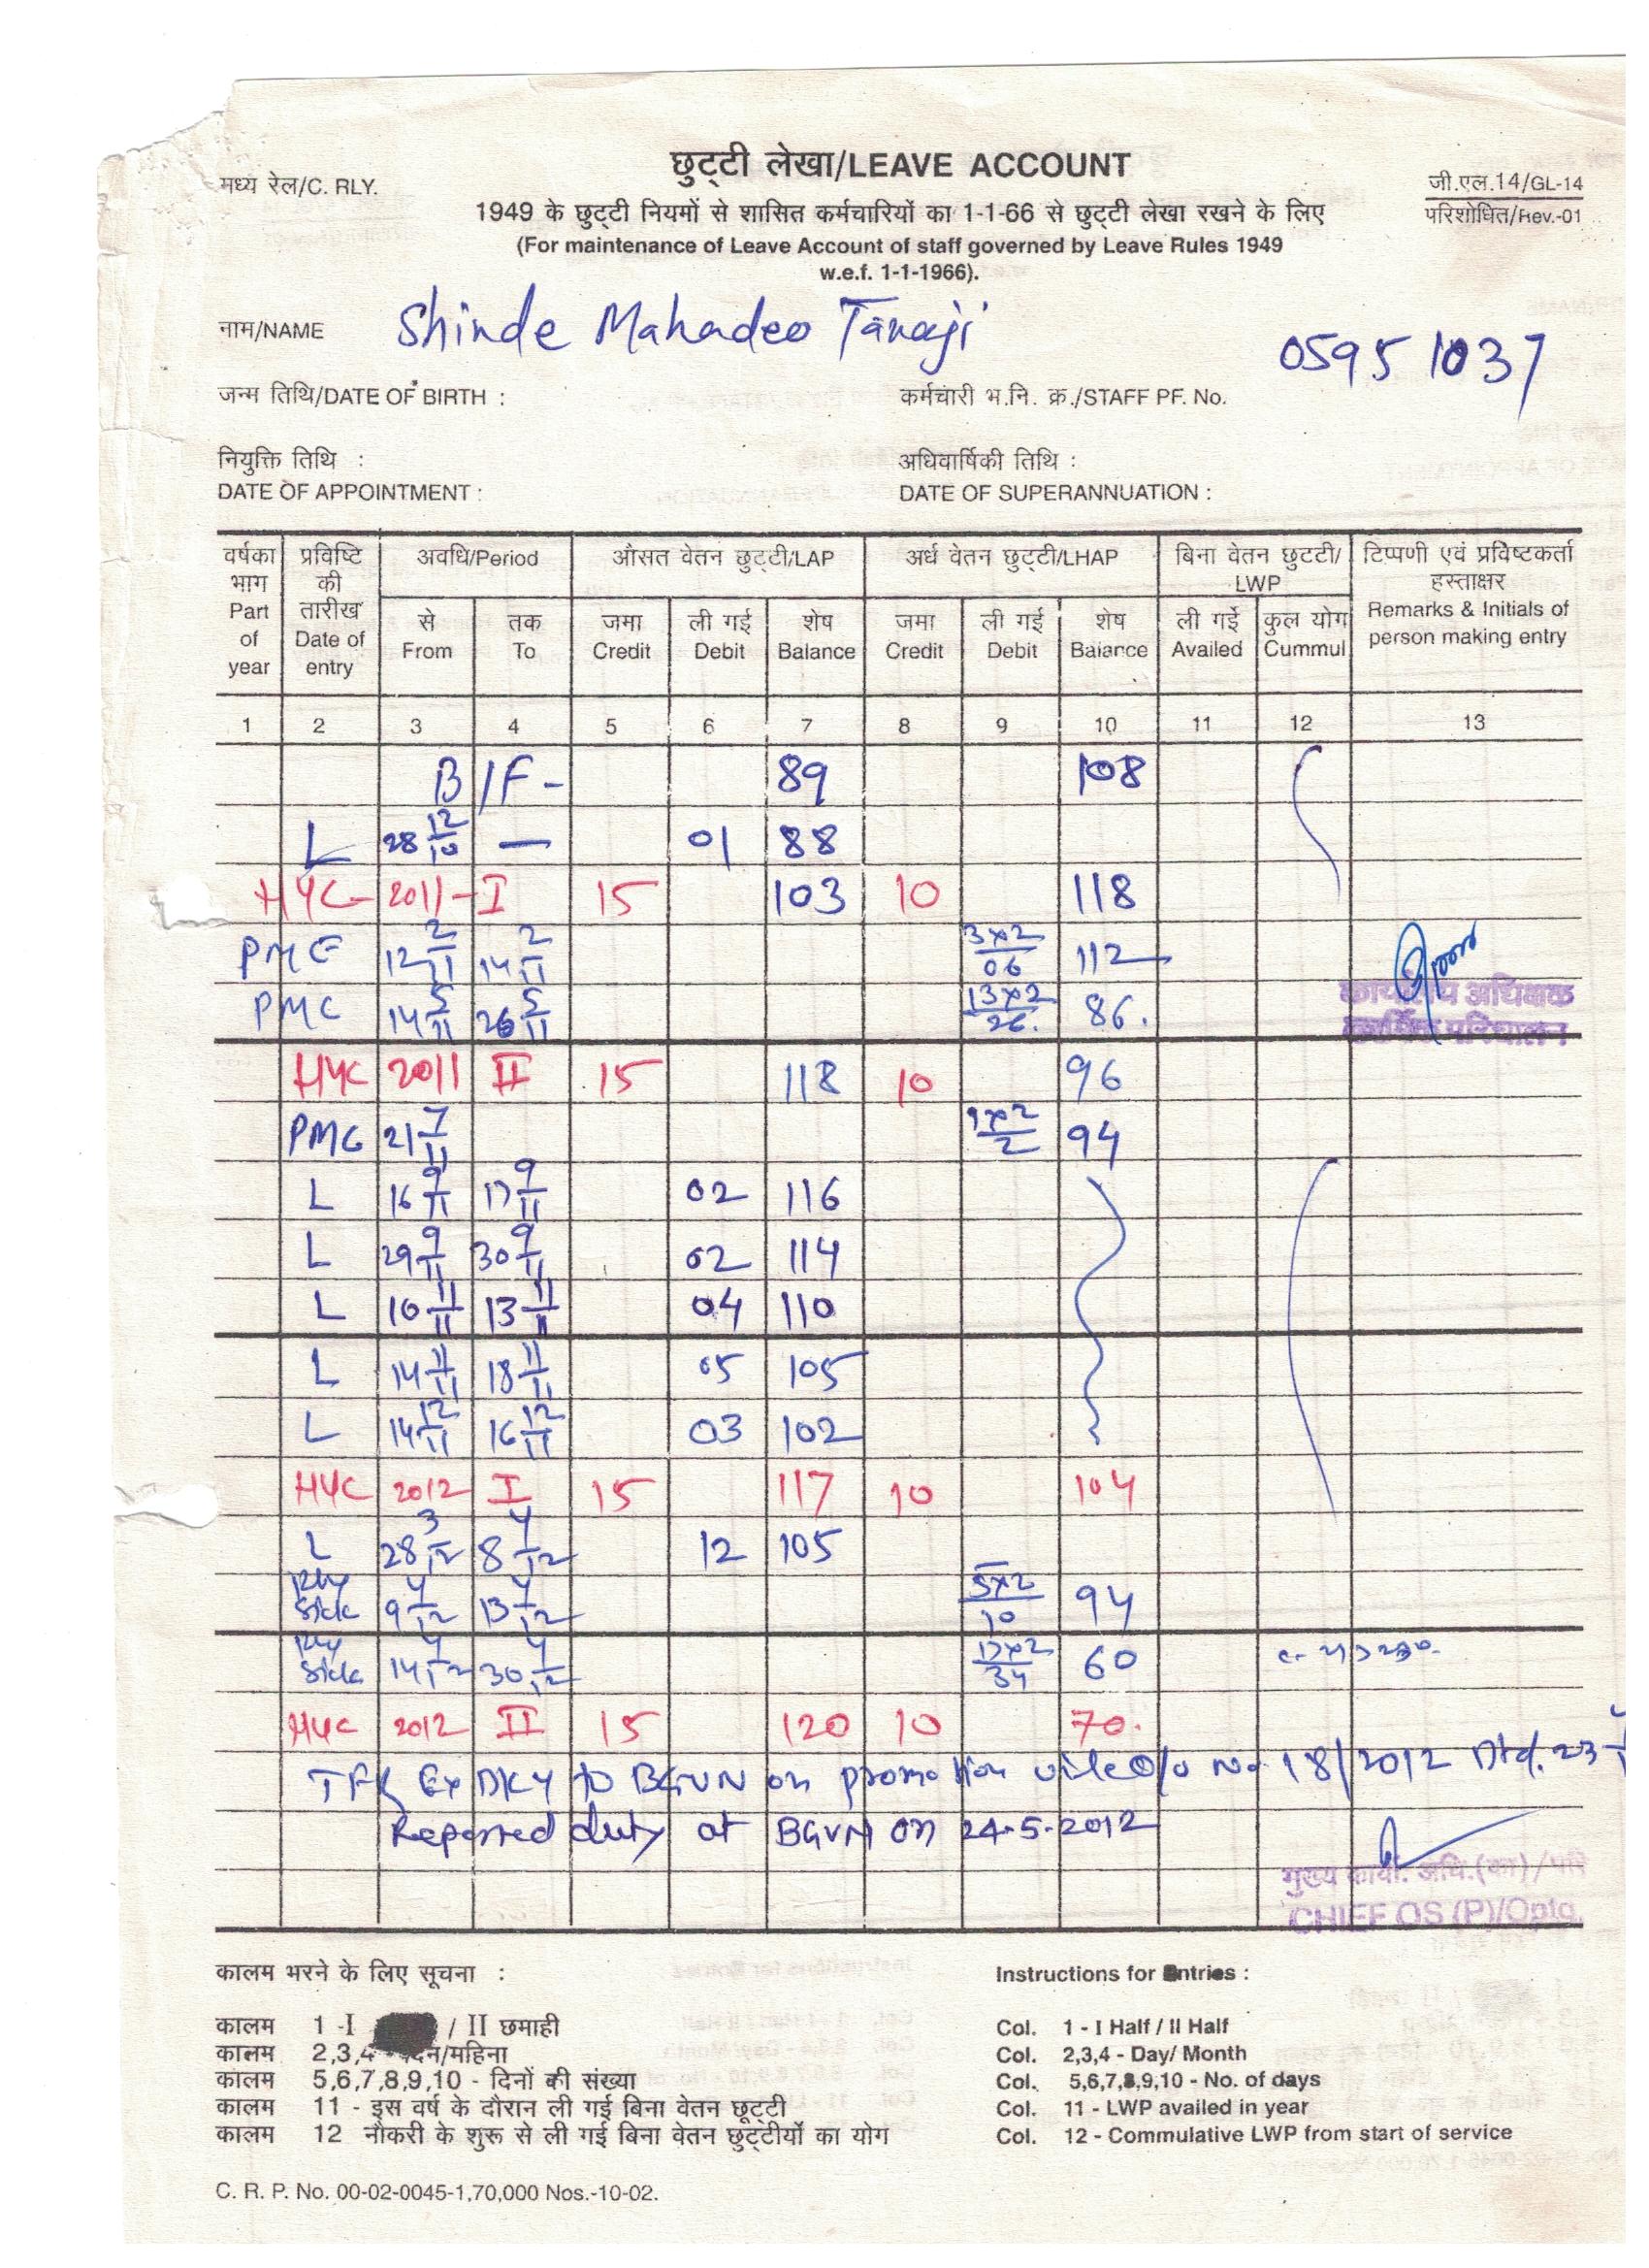 छुट्टी लेखा/LEAVE ACCOUNT
मध्य रेल/C. RLY.
जी.एल.14/GL-14
परिशोधित/Rev.-01
1949 के छुट्टी नियमों से शासित कर्मचारियों का 1-1-66 से छुट्टी लेखा रखने के लिए
(For maintenance of Leave Account of staff governed by Leave Rules 1949
w.e.f. 1-1-1966).
नाम/NAME Shinde Mahadeo Tanaji
05951037
जन्म तिथि/DATE OF BIRTH : कर्मचारी भ.नि. क्र./STAFF PF. No.
नियुक्ति तिथि : अधिवार्षिकी तिथि :
DATE OF APPOINTMENT : DATE OF SUPERANNUATION :
वर्षका भाग Part of year प्रविष्टि की तारीख Date of entry अवधि/Period औसत वेतन छुट्टी/LAP अर्ध वेतन छुट्टी/LHAP बिना वेतन छुटटी/ LWP टिप्पणी एवं प्रविष्टकर्ता हस्ताक्षर Remarks & Initials of person making entry
से From तक To जमा Credit ली गई Debit शेष Balance जमा Credit ली गई Debit शेष Balance ली गई Availed कुल योग Cummul
1 2 3 4 5 6 7 8 9 10 11 12 13
B/F - 89 108
L 28 12/10 — 01 88
HYC - 2011 - I 15 103 10 118
PME 12 2/11 14 2/11 3x2/06 112
PMC 14 5/11 26 5/11 13x2/26. 86.
कार्यालय अधिक्षक
कार्मिक परिचालन
HYC 2011 II 15 118 10 96
PMC 21 7/11 1x2/2 94
L 16 9/11 17 9/11 02 116
L 29 9/11 30 9/11 02 114
L 10 11/11 13 11/11 04 110
L 14 11/11 18 11/11 05 105
L 14 12/11 16 12/11 03 102
HYC 2012 I 15 117 10 104
L 28 3/12 8 4/12 12 105
Rly Sick 9 4/12 13 4/12 5x2/10 94
Rly Sick 14 4/12 30 4/12 17x2/34 60
HYC 2012 II 15 120 10 70.
TFR Ex DKY to BGVN on promotion vide o/o No. 18/2012 Dtd. 23
Reported duty at BGVN on 24-5-2012
मुख्य कार्या. अधि.(का)/परि
CHIEF OS (P)/Optg.
कालम भरने के लिए सूचना : Instructions for Entries :
कालम 1 -I / II छमाही Col. 1 - I Half / II Half
कालम 2,3,4 - दिन/महिना Col. 2,3,4 - Day/ Month
कालम 5,6,7,8,9,10 - दिनों की संख्या Col. 5,6,7,8,9,10 - No. of days
कालम 11 - इस वर्ष के दौरान ली गई बिना वेतन छूट्टी Col. 11 - LWP availed in year
कालम 12 नौकरी के शुरू से ली गई बिना वेतन छुट्टीयों का योग Col. 12 - Commulative LWP from start of service
C. R. P. No. 00-02-0045-1,70,000 Nos.-10-02.